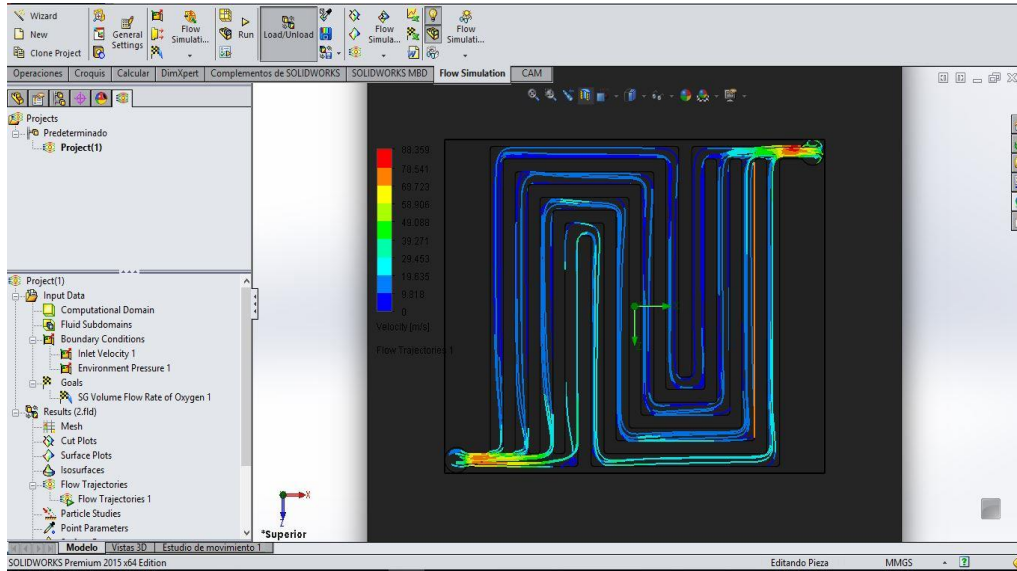 Wizard
New
Clone Project
General Settings
Flow Simulati...
Run
Load/Unload
Flow Simula...
Flow Simulati...
Operaciones
Croquis
Calcular
DimXpert
Complementos de SOLIDWORKS
SOLIDWORKS MBD
Flow Simulation
CAM
Projects
Predeterminado
Project(1)
Project(1)
Input Data
Computational Domain
Fluid Subdomains
Boundary Conditions
Inlet Velocity 1
Environment Pressure 1
Goals
SG Volume Flow Rate of Oxygen 1
Results (2.fld)
Mesh
Cut Plots
Surface Plots
Isosurfaces
Flow Trajectories
Flow Trajectories 1
Particle Studies
Point Parameters
88.359
78.541
68.723
58.906
49.088
39.271
29.453
19.635
9.818
0
Velocity [m/s]
Flow Trajectories 1
X
Z
*Superior
Modelo
Vistas 3D
Estudio de movimiento 1
SOLIDWORKS Premium 2015 x64 Edition
Editando Pieza
MMGS